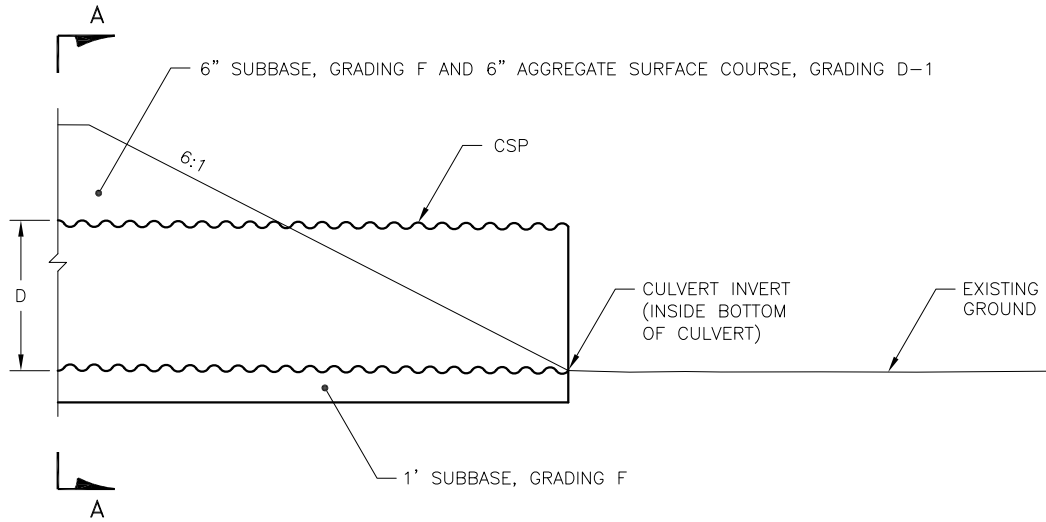 A
6” SUBBASE, GRADING F AND 6” AGGREGATE SURFACE COURSE, GRADING D-1
6:1
CSP
D
CULVERT INVERT
(INSIDE BOTTOM
OF CULVERT)
EXISTING
GROUND
1’ SUBBASE, GRADING F
A